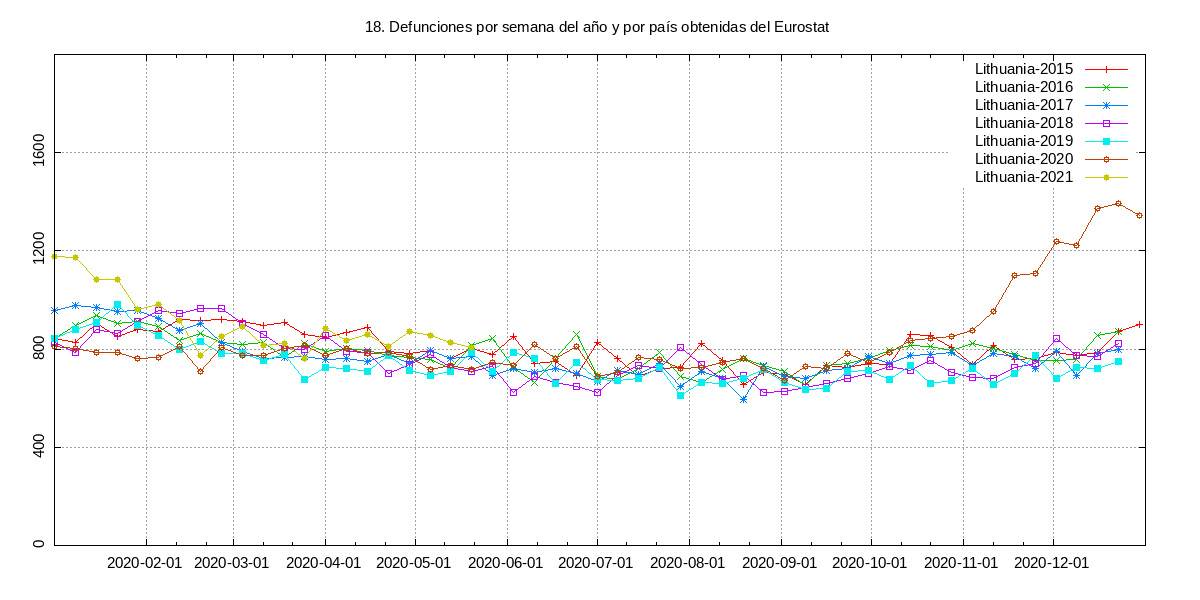 18. Defunciones por semana del año y por país obtenidas del Eurostat
Lithuania-2015
Lithuania-2016
Lithuania-2017
Lithuania-2018
Lithuania-2019
Lithuania-2020
Lithuania-2021
1600
1200
800
400
0
2020-02-01 2020-03-01 2020-04-01 2020-05-01 2020-06-01 2020-07-01 2020-08-01 2020-09-01 2020-10-01 2020-11-01 2020-12-01